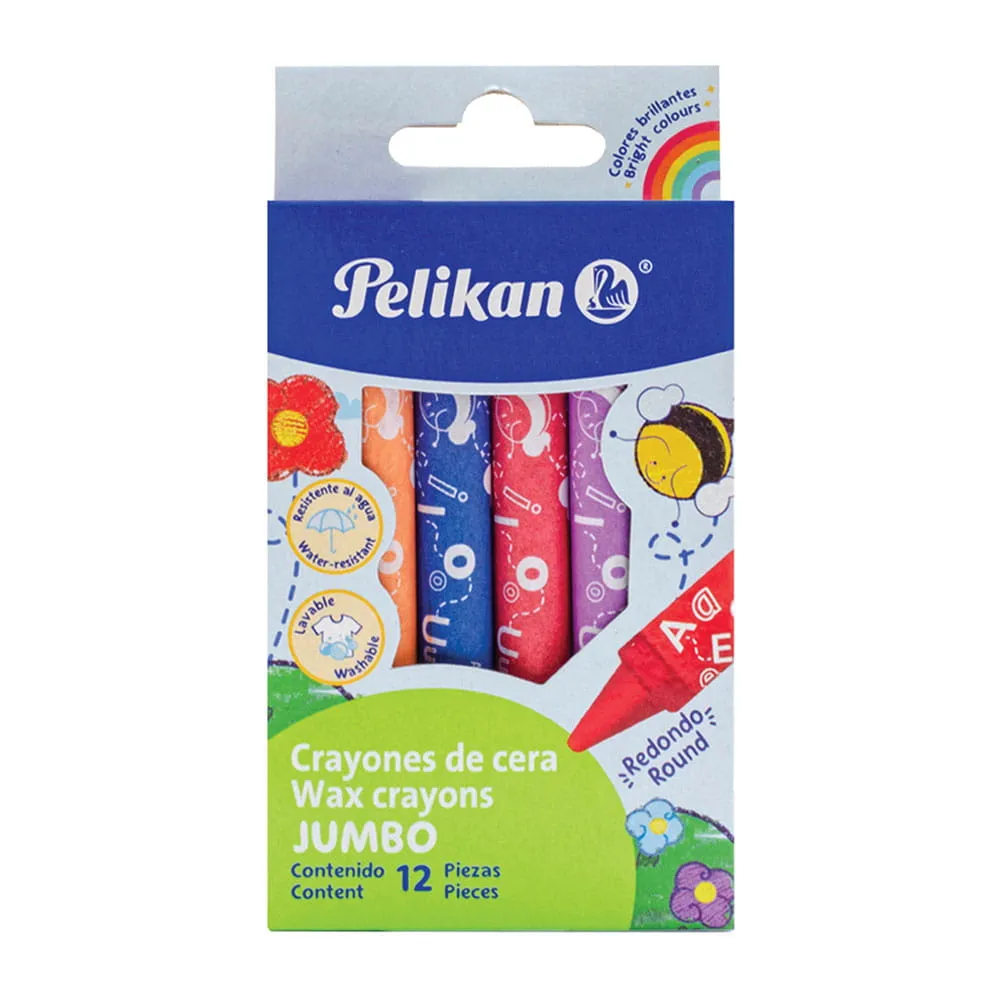 Colores brillantes
Bright colours
Pelikan ®
Resistente al agua
Water-resistant
Lavable
Washable
i
l
o
u
i
l
o
u
A a
E
e
Redondo
Round
Crayones de cera
Wax crayons
JUMBO
Contenido 12 Piezas
Content Pieces